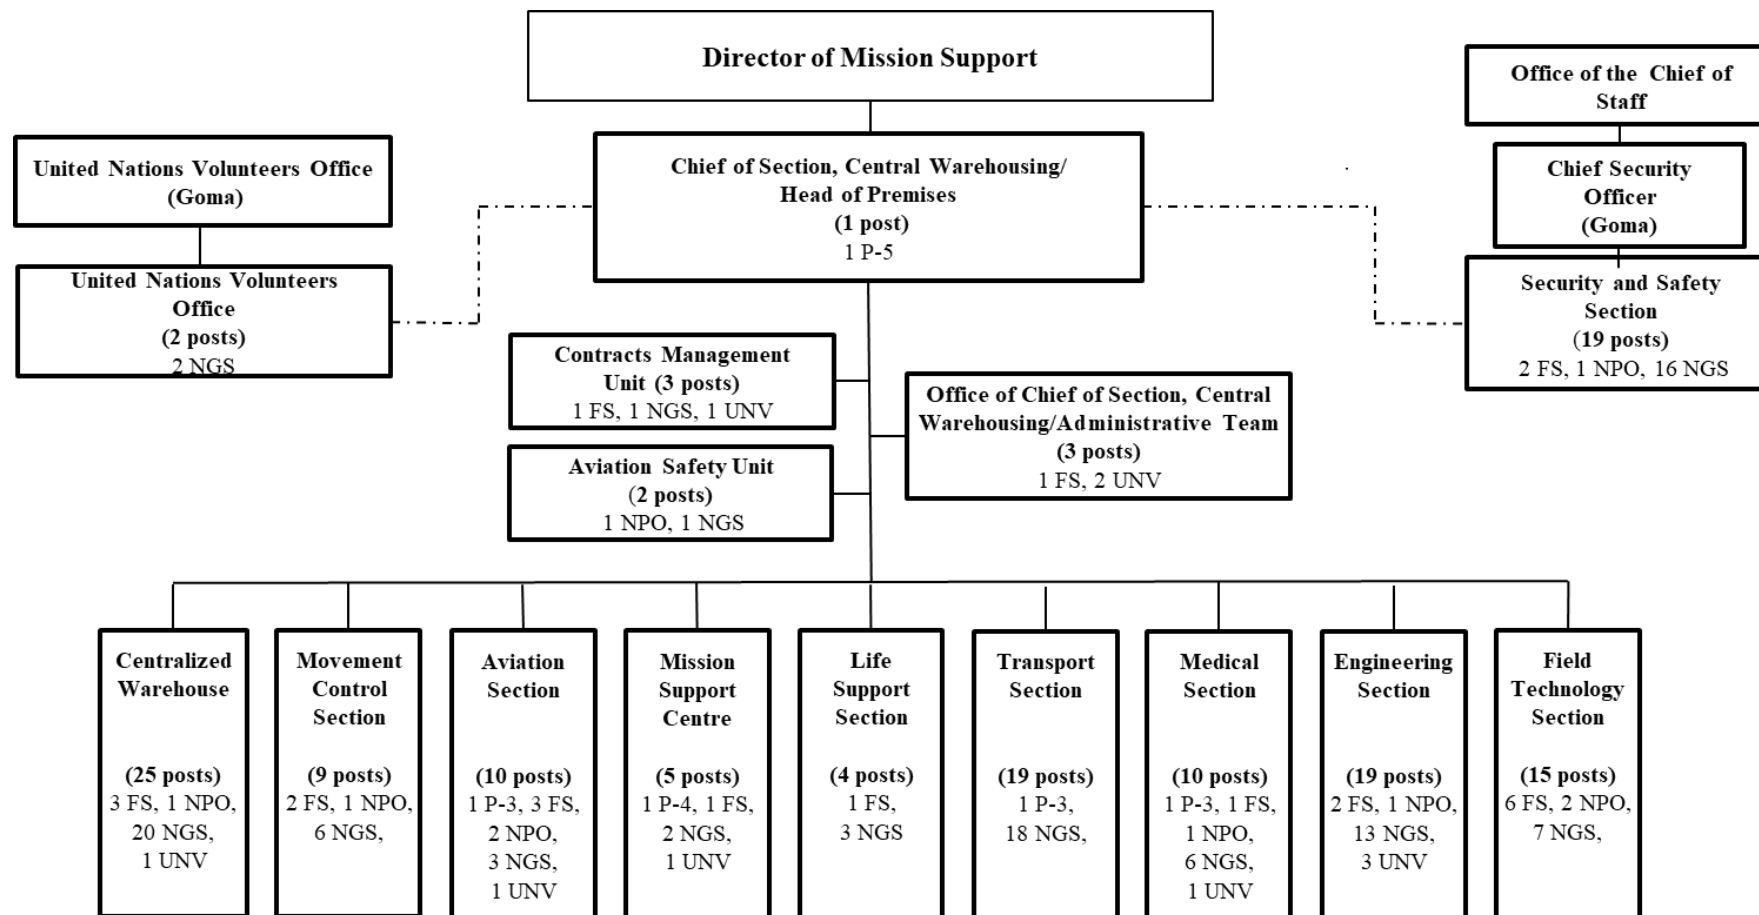 Director of Mission Support
Office of the Chief of
Staff
United Nations Volunteers Office
(Goma)
Chief of Section, Central Warehousing/
Head of Premises
(1 post)
1 P-5
Chief Security
Officer
(Goma)
United Nations Volunteers
Office
(2 posts)
2 NGS
Security and Safety
Section
(19 posts)
2 FS, 1 NPO, 16 NGS
Contracts Management
Unit (3 posts)
1 FS, 1 NGS, 1 UNV
Office of Chief of Section, Central
Warehousing/Administrative Team
(3 posts)
1 FS, 2 UNV
Aviation Safety Unit
(2 posts)
1 NPO, 1 NGS
Centralized
Warehouse
(25 posts)
3 FS, 1 NPO,
20 NGS,
1 UNV
Movement
Control
Section
(9 posts)
2 FS, 1 NPO,
6 NGS,
Aviation
Section
(10 posts)
1 P-3, 3 FS,
2 NPO,
3 NGS,
1 UNV
Mission
Support
Centre
(5 posts)
1 P-4, 1 FS,
2 NGS,
1 UNV
Life
Support
Section
(4 posts)
1 FS,
3 NGS
Transport
Section
(19 posts)
1 P-3,
18 NGS,
Medical
Section
(10 posts)
1 P-3, 1 FS,
1 NPO,
6 NGS,
1 UNV
Engineering
Section
(19 posts)
2 FS, 1 NPO,
13 NGS,
3 UNV
Field
Technology
Section
(15 posts)
6 FS, 2 NPO,
7 NGS,